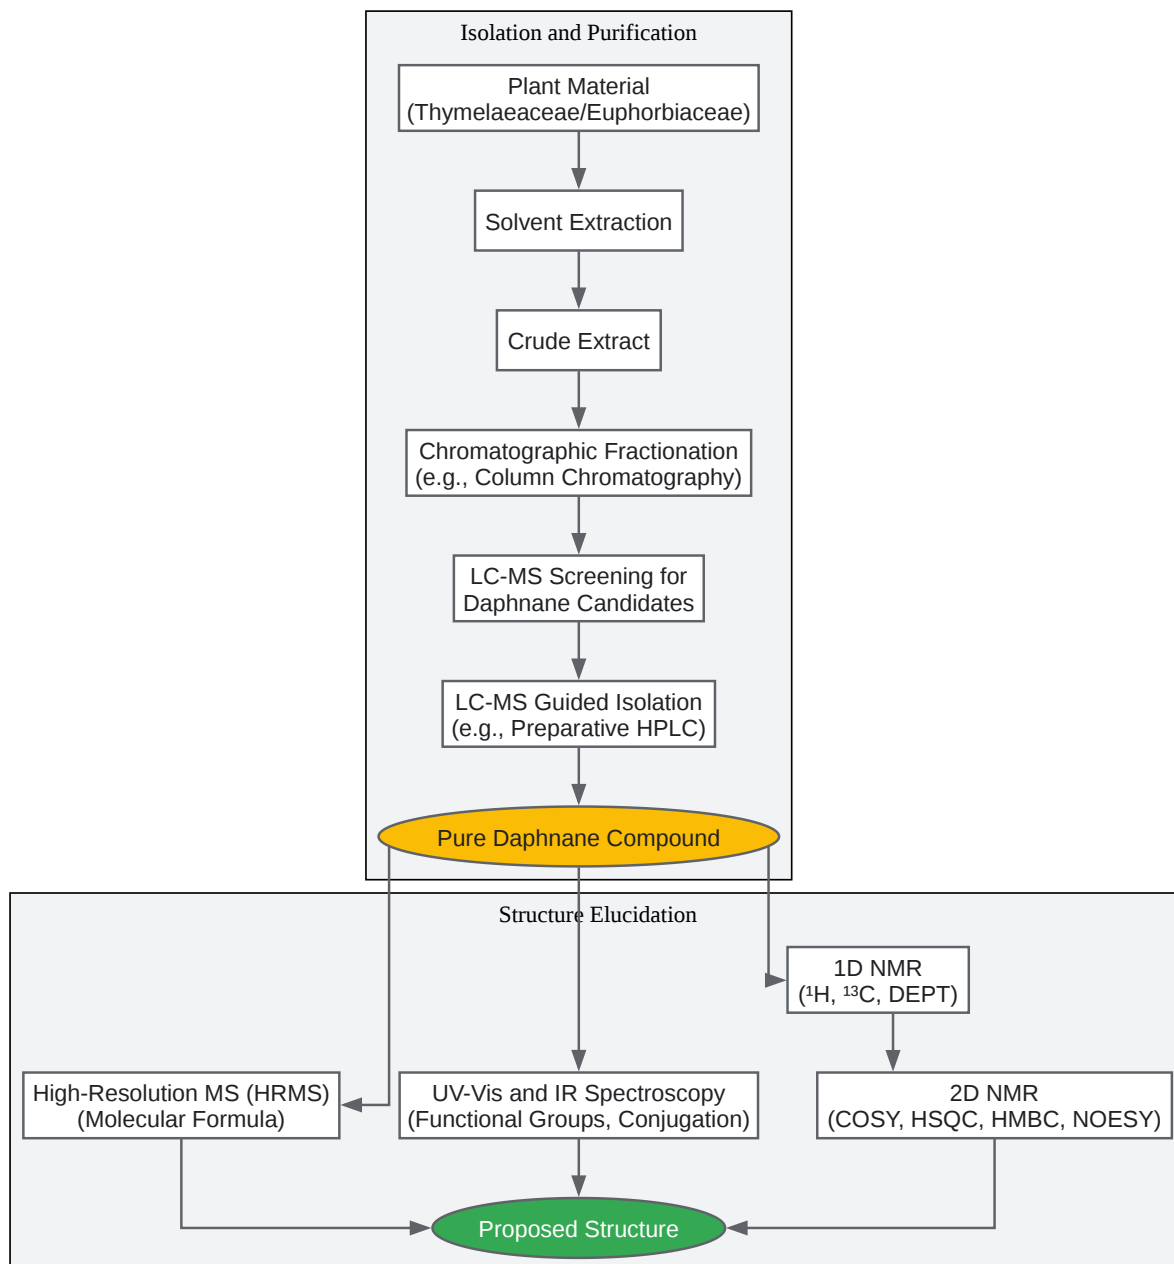 Isolation and Purification
Plant Material
(Thymelaeaceae/Euphorbiaceae)
Solvent Extraction
Crude Extract
Chromatographic Fractionation
(e.g., Column Chromatography)
LC-MS Screening for
Daphnane Candidates
LC-MS Guided Isolation
(e.g., Preparative HPLC)
Pure Daphnane Compound
Structure Elucidation
1D NMR
(¹H, ¹³C, DEPT)
High-Resolution MS (HRMS)
(Molecular Formula)
UV-Vis and IR Spectroscopy
(Functional Groups, Conjugation)
2D NMR
(COSY, HSQC, HMBC, NOESY)
Proposed Structure